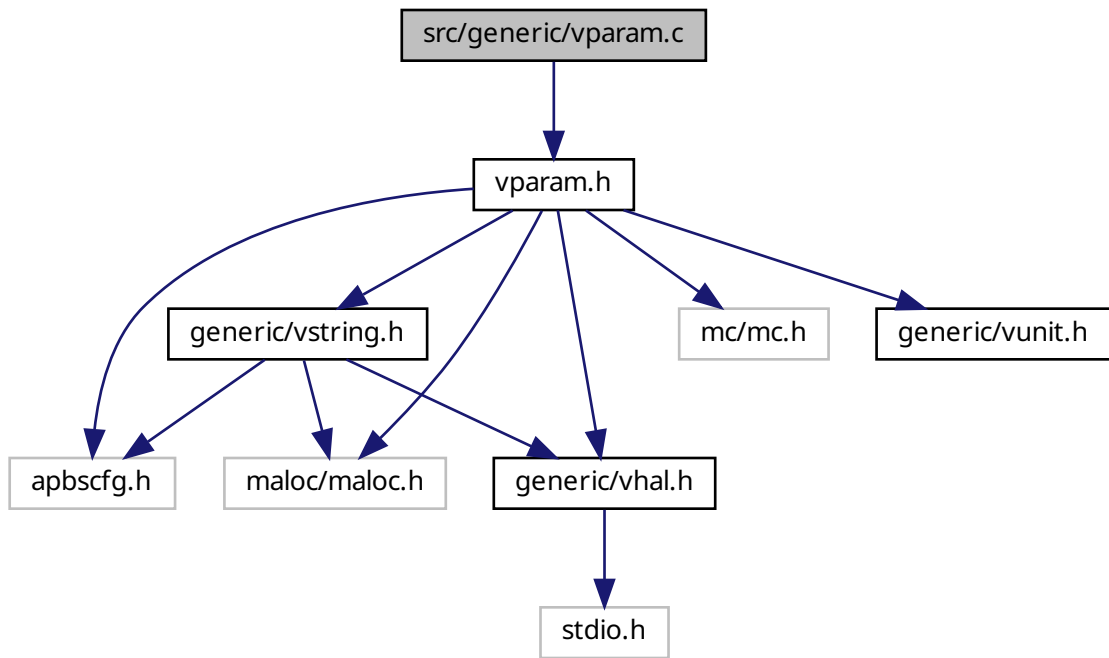 src/generic/vparam.c
vparam.h
generic/vstring.h
mc/mc.h
generic/vunit.h
apbscfg.h
maloc/maloc.h
generic/vhal.h
stdio.h